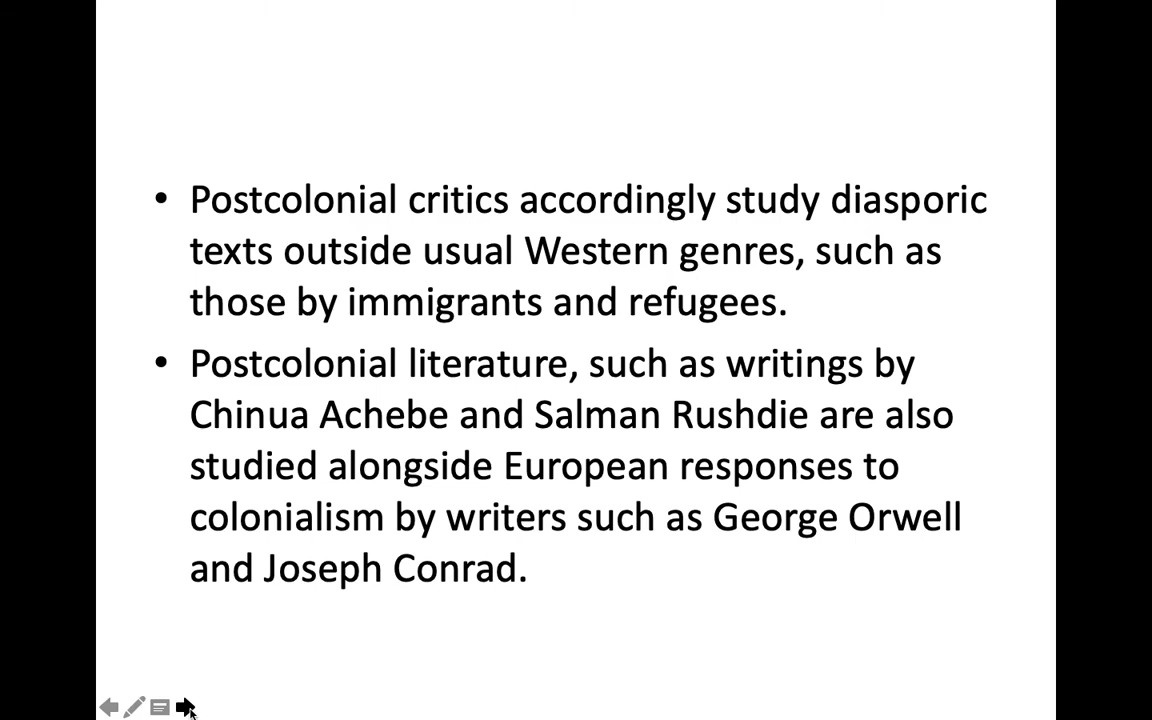 • Postcolonial critics accordingly study diasporic
texts outside usual Western genres, such as
those by immigrants and refugees.
• Postcolonial literature, such as writings by
Chinua Achebe and Salman Rushdie are also
studied alongside European responses to
colonialism by writers such as George Orwell
and Joseph Conrad.